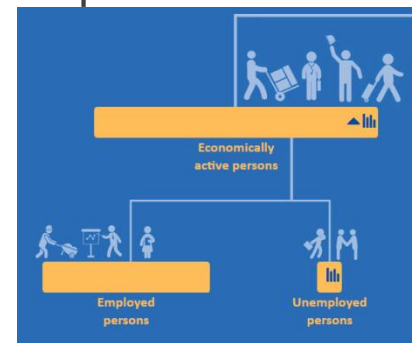 Economically
active persons
Employed
persons
Unemployed
persons